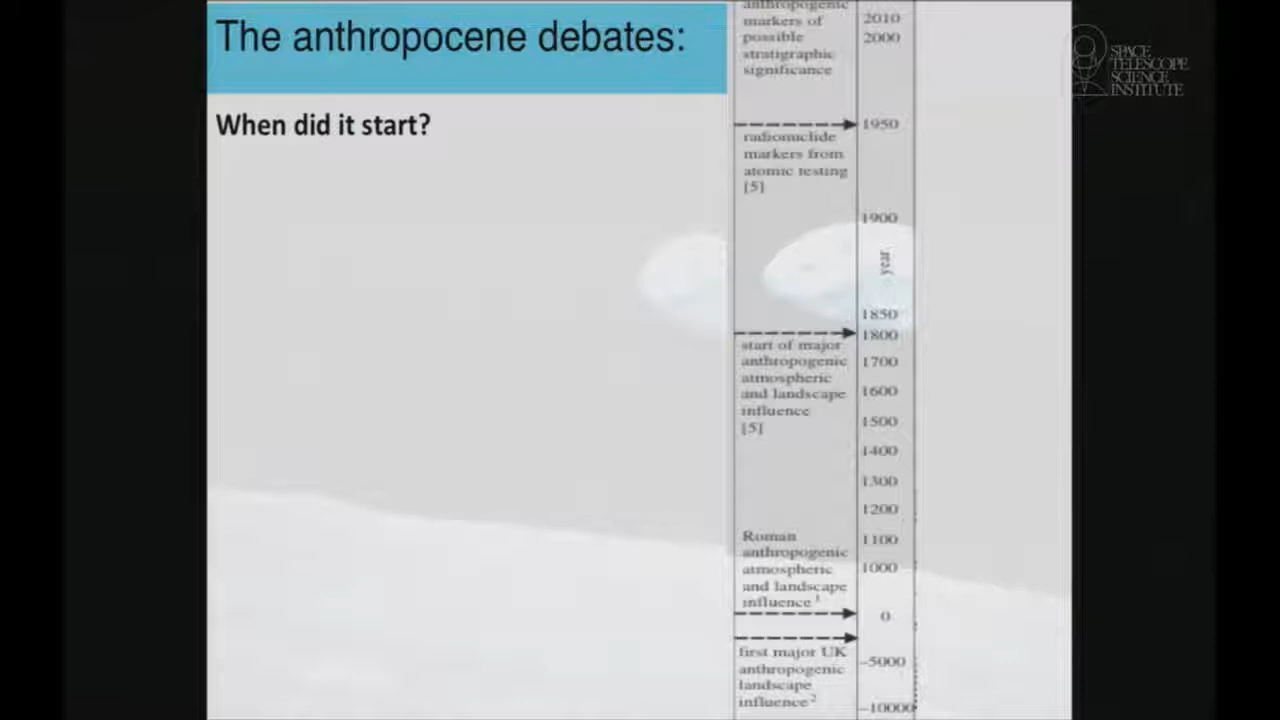 The anthropocene debates:
When did it start?
anthropogenic
markers of
possible
stratigraphic
significance
radionuclide
markers from
atomic testing
[5]
start of major
anthropogenic
atmospheric
and landscape
influence
[5]
Roman
anthropogenic
atmospheric
and landscape
influence 1
first major UK
anthropogenic
landscape
influence 2
2010
2000
1950
1900
year
1850
1800
1700
1600
1500
1400
1300
1200
1100
1000
0
–5000
–10000
SPACE
TELESCOPE
SCIENCE
INSTITUTE